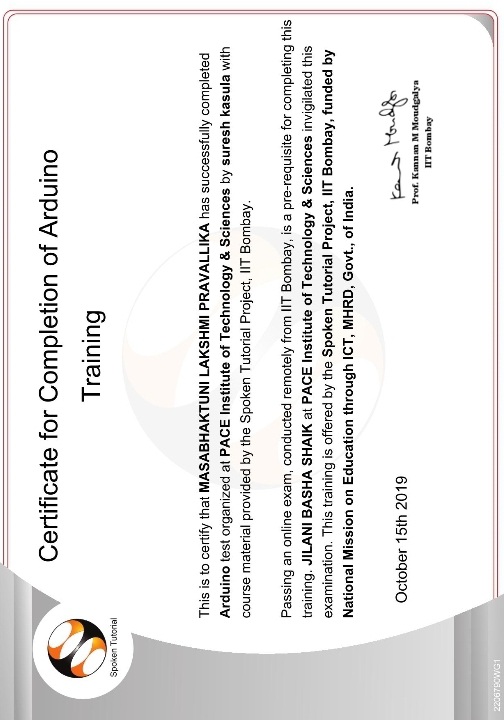 Certificate for Completion of Arduino
Training
This is to certify that MASABHAKTUNI LAKSHMI PRAVALLIKA has successfully completed
Arduino test organized at PACE Institute of Technology & Sciences by suresh kasula with
course material provided by the Spoken Tutorial Project, IIT Bombay.
Passing an online exam, conducted remotely from IIT Bombay, is a pre-requisite for completing this
training. JILANI BASHA SHAIK at PACE Institute of Technology & Sciences invigilated this
examination. This training is offered by the Spoken Tutorial Project, IIT Bombay, funded by
National Mission on Education through ICT, MHRD, Govt., of India.
October 15th 2019
Kannan Moudgalya
Prof. Kannan M Moudgalya
IIT Bombay
Spoken Tutorial
2206790WG1